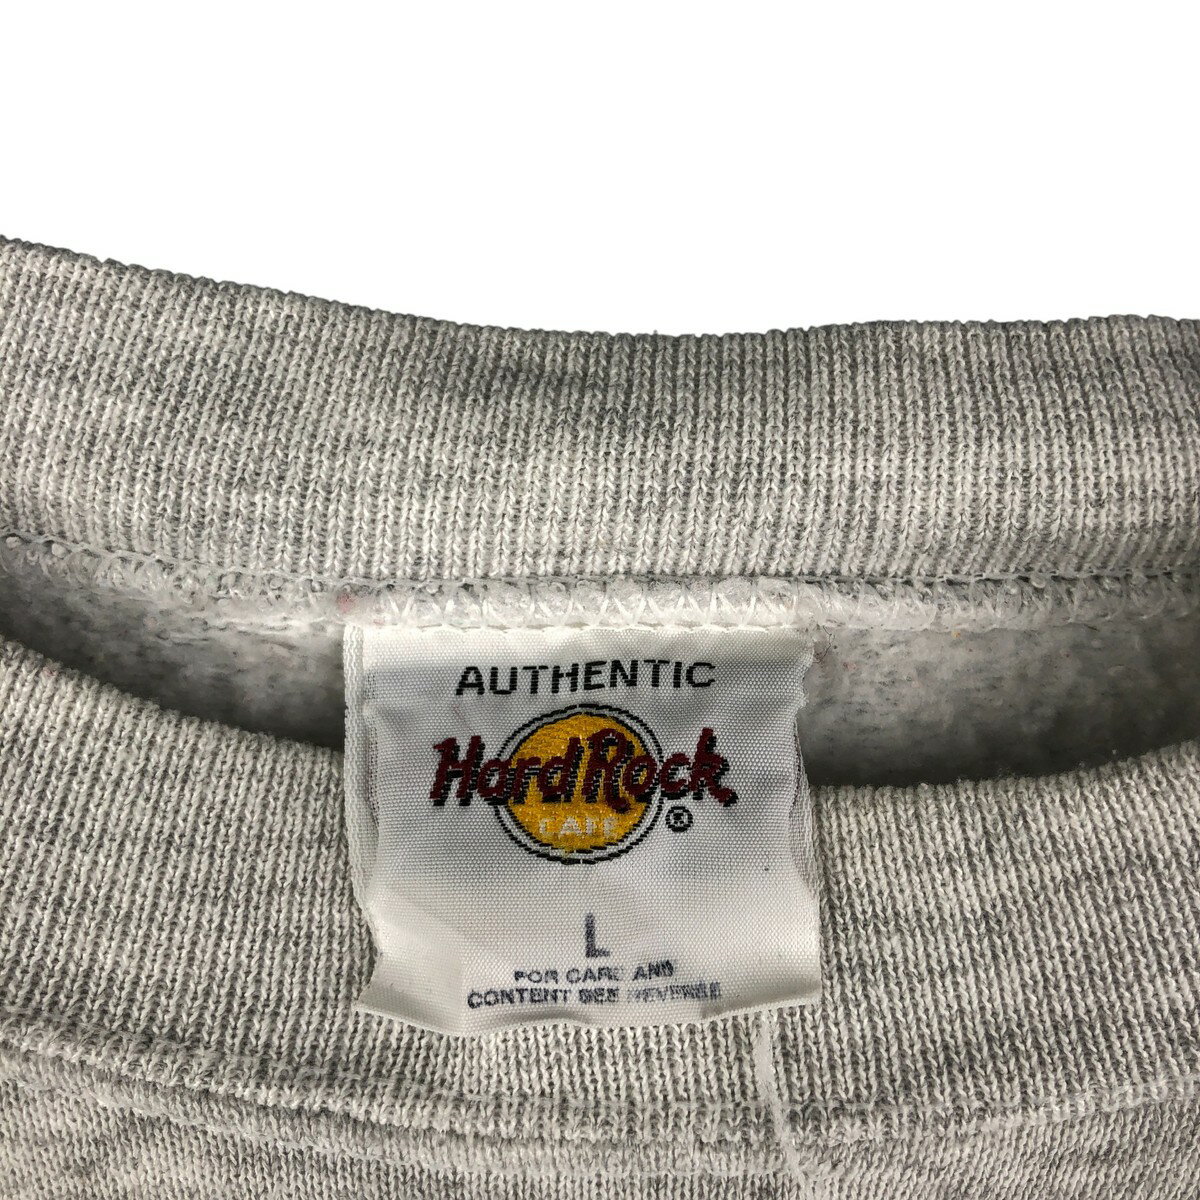 AUTHENTIC
Hard Rock
CAFE
®
L
FOR CARE AND
CONTENT SEE REVERSE